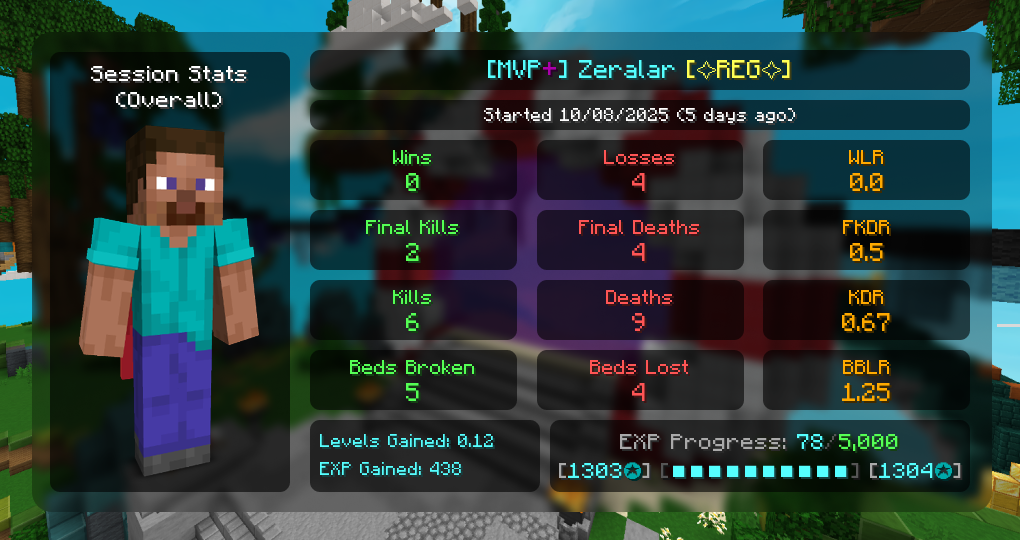 Session Stats
(Overall)
[MVP+] Zeralar [✧REG✧]
Started 10/08/2025 (5 days ago)
Wins
0
Losses
4
WLR
0.0
Final Kills
2
Final Deaths
4
FKDR
0.5
Kills
6
Deaths
9
KDR
0.67
Beds Broken
5
Beds Lost
4
BBLR
1.25
Levels Gained: 0.12
EXP Gained: 438
EXP Progress: 78/5,000
[1303✪] [■■■■■■■■■■] [1304✪]